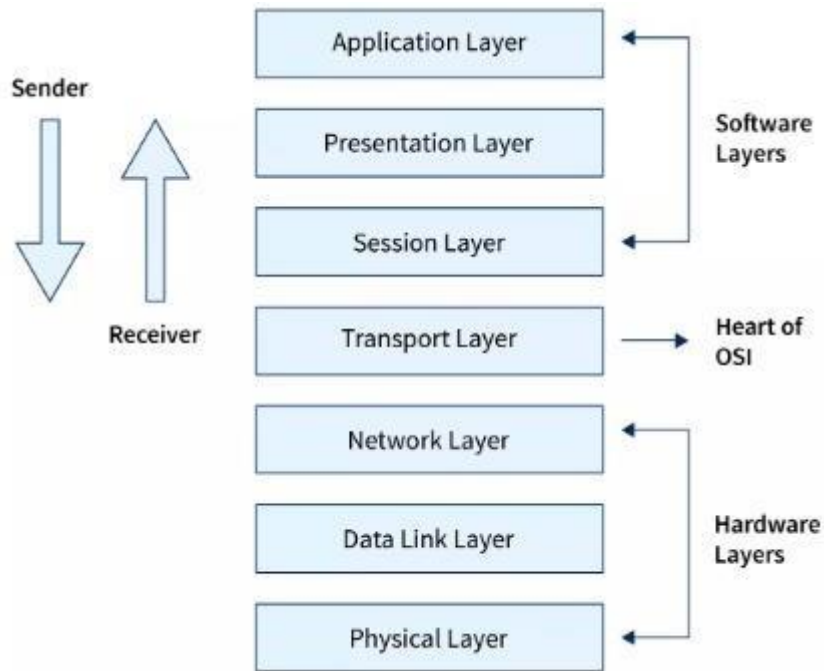 Application Layer
Sender
Presentation Layer
Software
Layers
Session Layer
Receiver
Transport Layer
Heart of
OSI
Network Layer
Data Link Layer
Hardware
Layers
Physical Layer